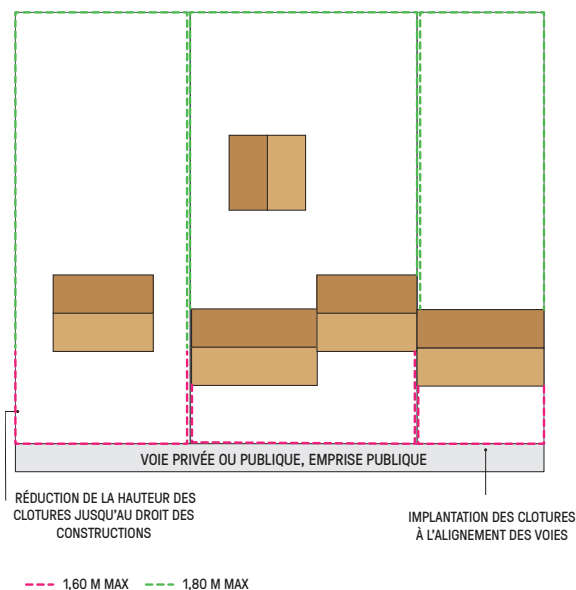 VOIE PRIVÉE OU PUBLIQUE, EMPRISE PUBLIQUE
RÉDUCTION DE LA HAUTEUR DES
CLOTURES JUSQU'AU DROIT DES
CONSTRUCTIONS
IMPLANTATION DES CLOTURES
À L'ALIGNEMENT DES VOIES
1,60 M MAX
1,80 M MAX